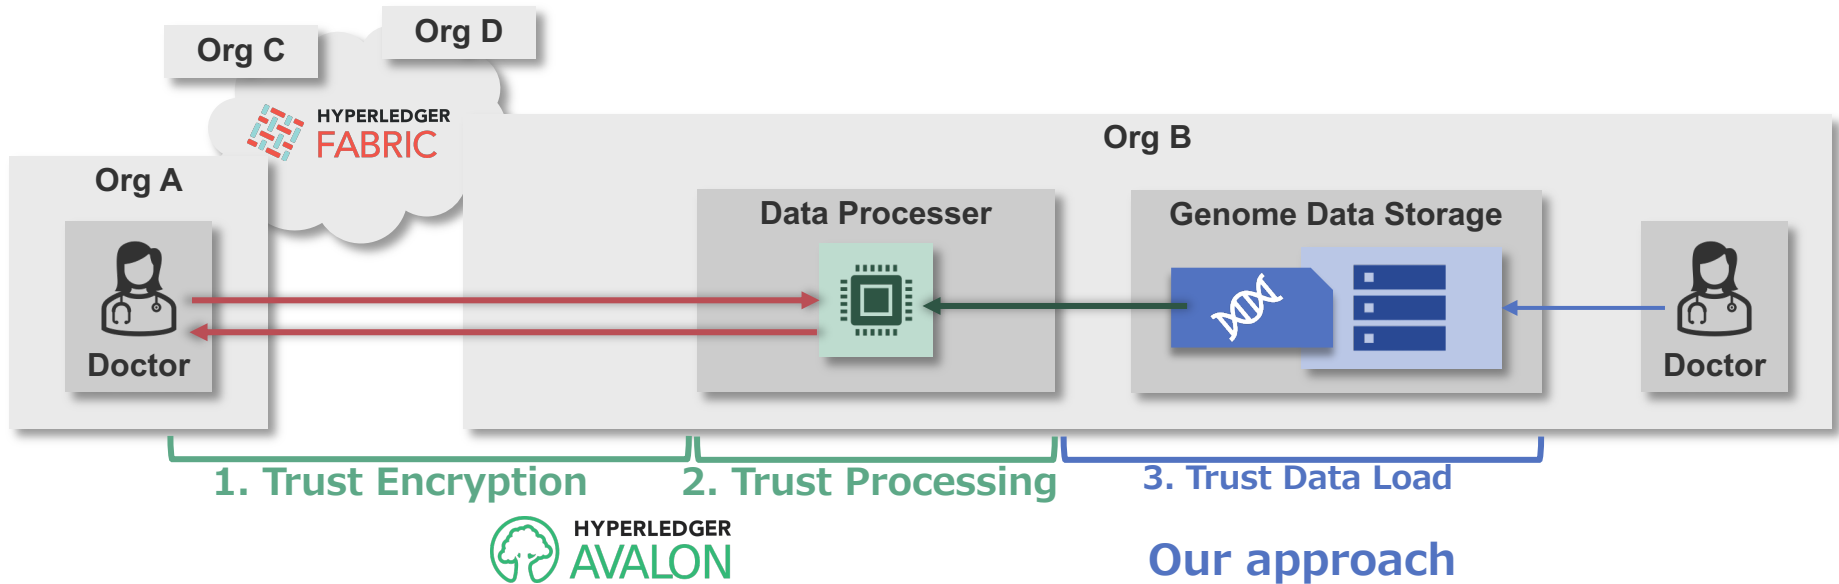 Org C
Org D
HYPERLEDGER
FABRIC
Org A
Doctor
Org B
Data Processer
Genome Data Storage
Doctor
1. Trust Encryption
2. Trust Processing
3. Trust Data Load
HYPERLEDGER
AVALON
Our approach